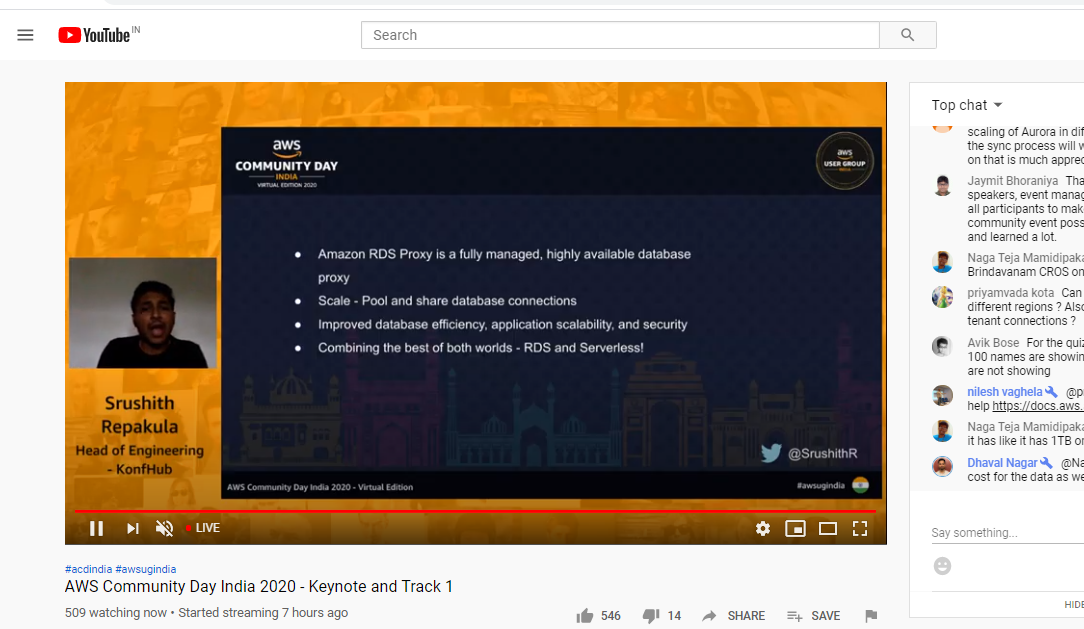 YouTube IN
Search
aws
COMMUNITY DAY
INDIA
VIRTUAL EDITION 2020
aws
USER GROUP
INDIA
• Amazon RDS Proxy is a fully managed, highly available database
proxy
• Scale - Pool and share database connections
• Improved database efficiency, application scalability, and security
• Combining the best of both worlds - RDS and Serverless!
Srushith
Repakula
Head of Engineering
- KonfHub
@SrushithR
AWS Community Day India 2020 - Virtual Edition
#awsugindia
LIVE
#acdindia #awsugindia
AWS Community Day India 2020 - Keynote and Track 1
509 watching now • Started streaming 7 hours ago
546
14
SHARE
SAVE
Top chat
scaling of Aurora in dif
the sync process will w
on that is much apprec
Jaymit Bhoraniya Tha
speakers, event manag
all participants to mak
community event poss
and learned a lot.
Naga Teja Mamidipaka
Brindavanam CROS on
priyamvada kota Can
different regions ? Also
tenant connections ?
Avik Bose For the quiz
100 names are showin
are not showing
nilesh vaghela @pr
help https://docs.aws.
Naga Teja Mamidipaka
it has like it has 1TB or
Dhaval Nagar @Na
cost for the data as we
Say something...
HIDE